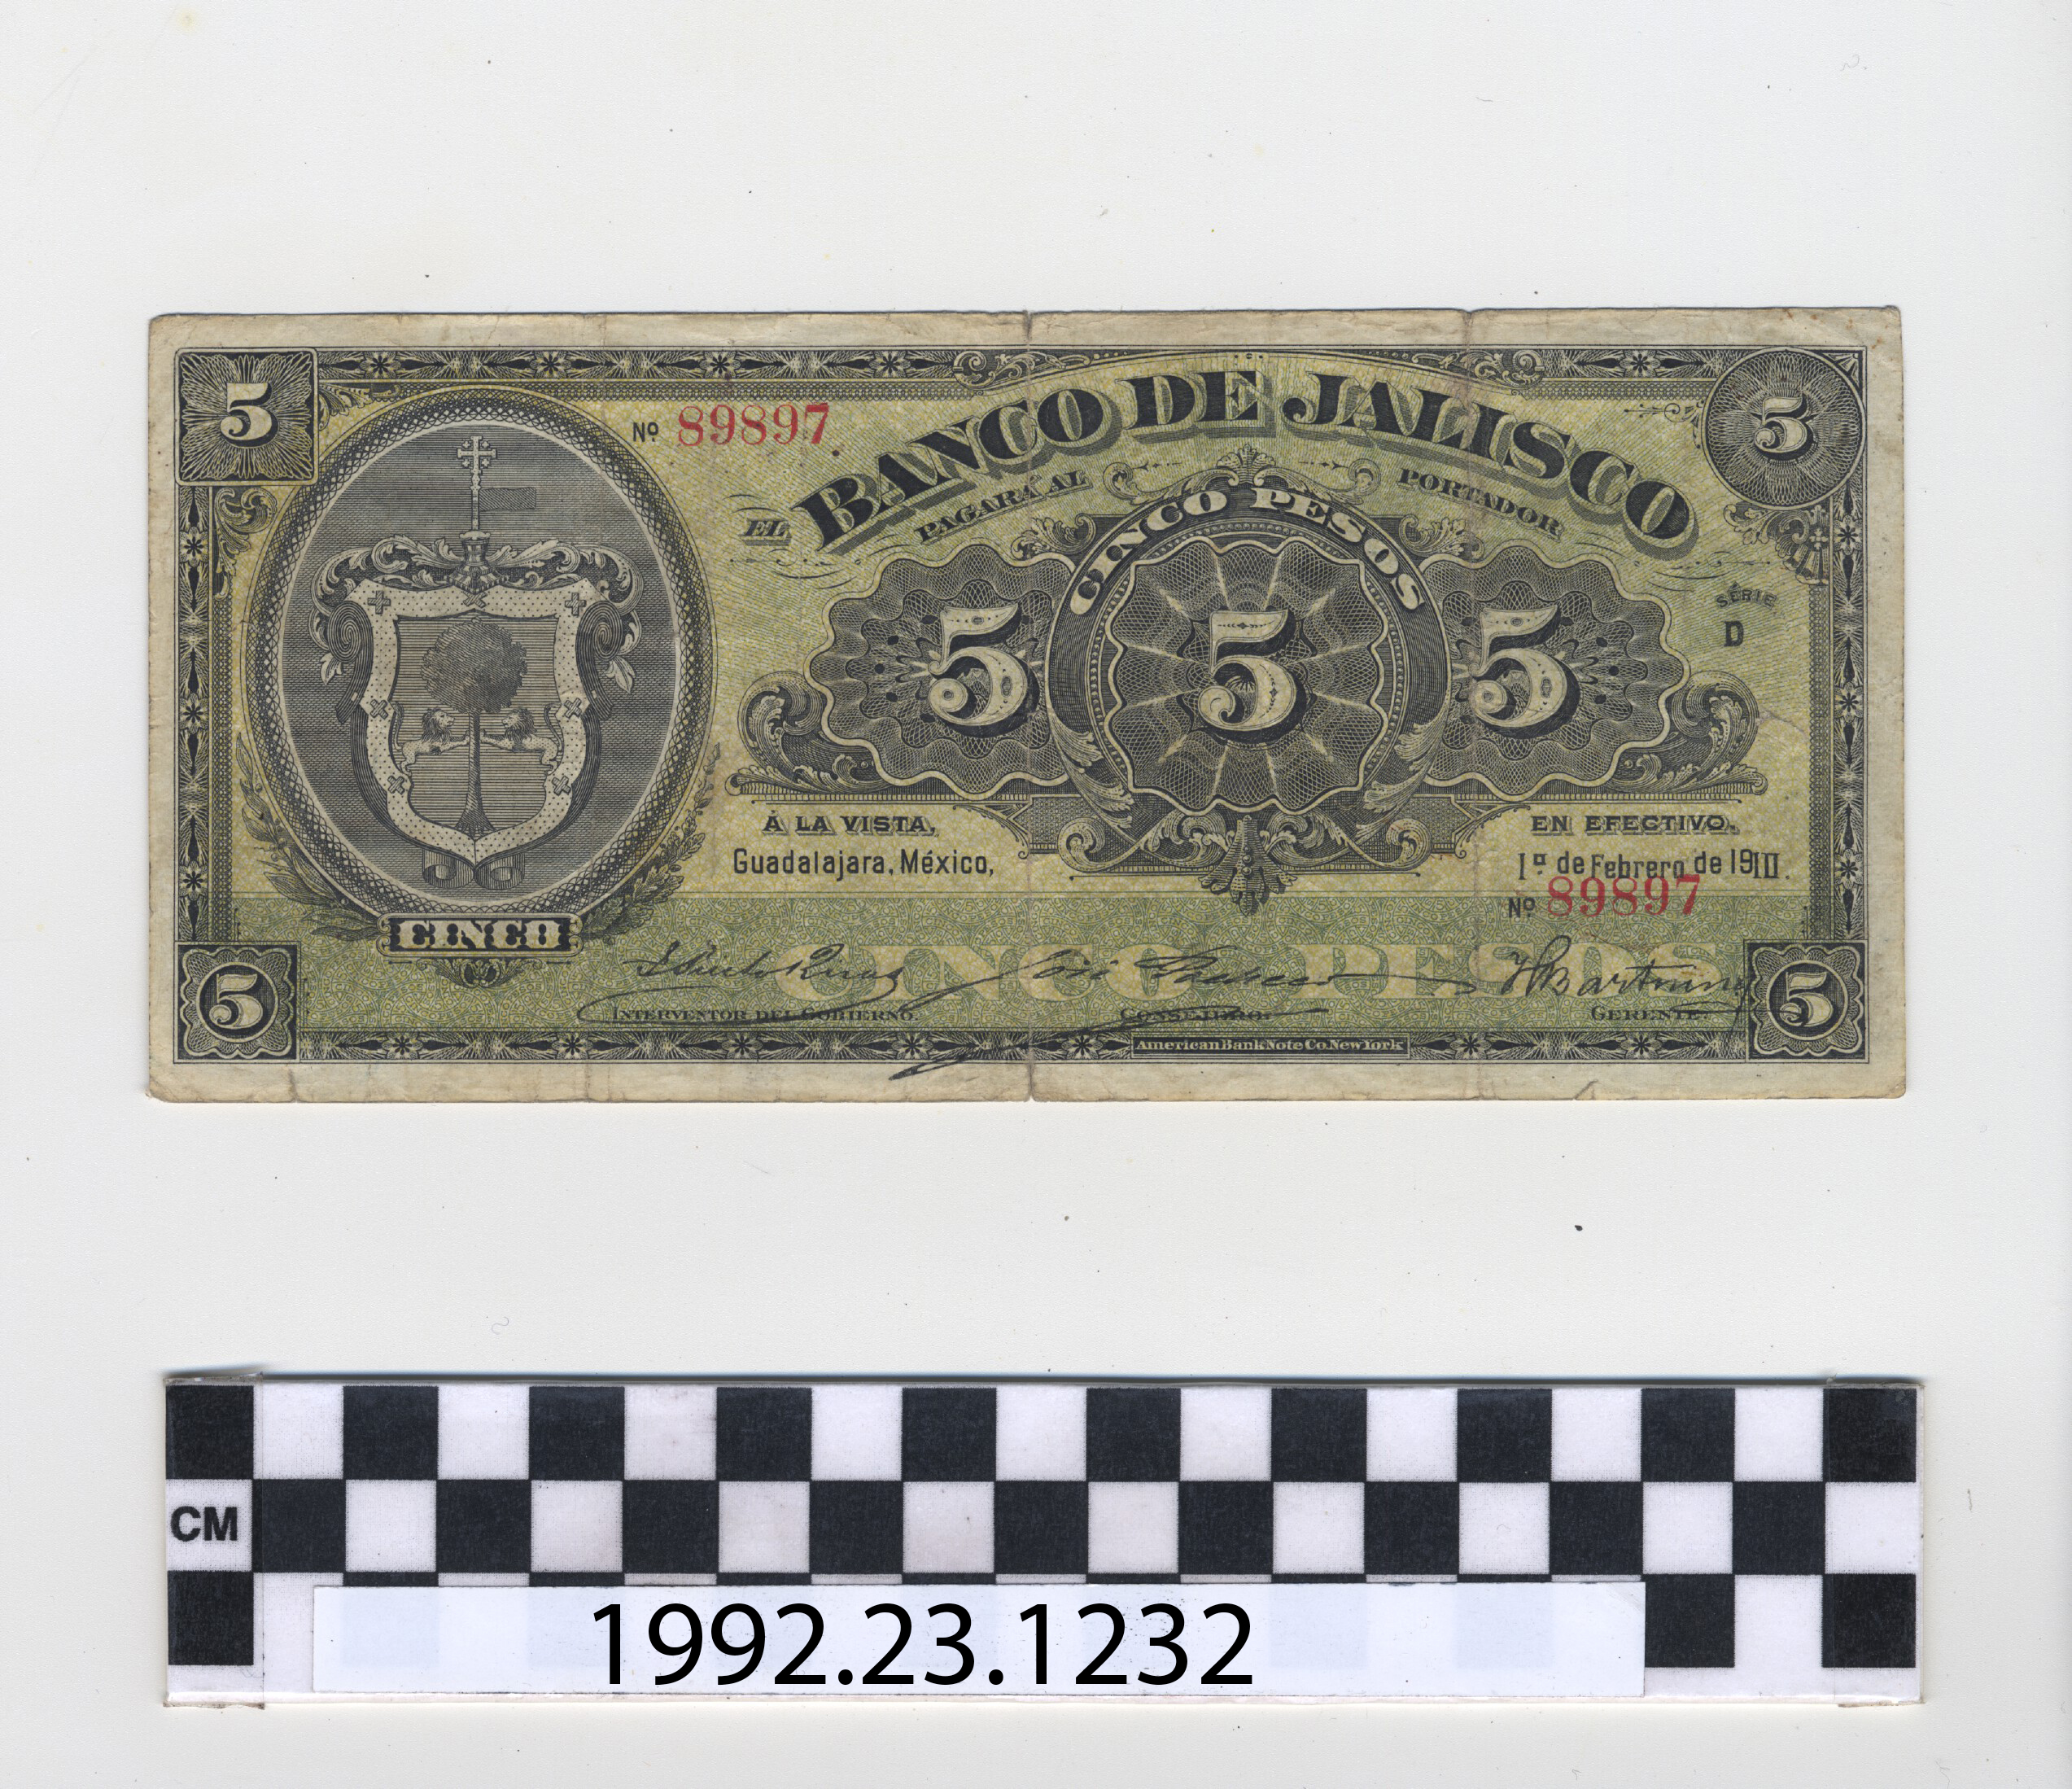 5
Nº 89897
EL BANCO DE JALISCO
5
PAGARÁ AL PORTADOR
CINCO PESOS
5 5 5
SÉRIE
D
Á LA VISTA,
EN EFECTIVO.
Guadalajara, México,
1º de Febrero de 1910.
Nº 89897
CINCO
CINCO PESOS
5
INTERVENTOR DEL GOBIERNO.
CONSEJERO.
GERENTE.
5
American Bank Note Co. New York
CM
1992.23.1232